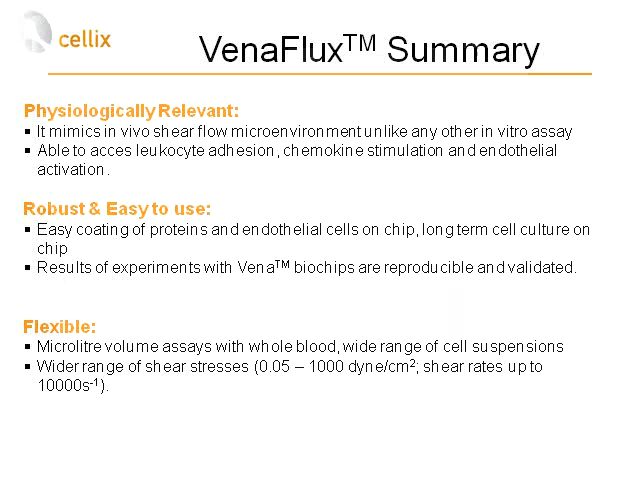 cellix
VenaFlux™ Summary
Physiologically Relevant:
▪ It mimics in vivo shear flow microenvironment unlike any other in vitro assay
▪ Able to acces leukocyte adhesion, chemokine stimulation and endothelial
activation.
Robust & Easy to use:
▪ Easy coating of proteins and endothelial cells on chip, long term cell culture on
chip
▪ Results of experiments with Vena™ biochips are reproducible and validated.
Flexible:
▪ Microlitre volume assays with whole blood, wide range of cell suspensions
▪ Wider range of shear stresses (0.05 – 1000 dyne/cm²; shear rates up to
10000s⁻¹).